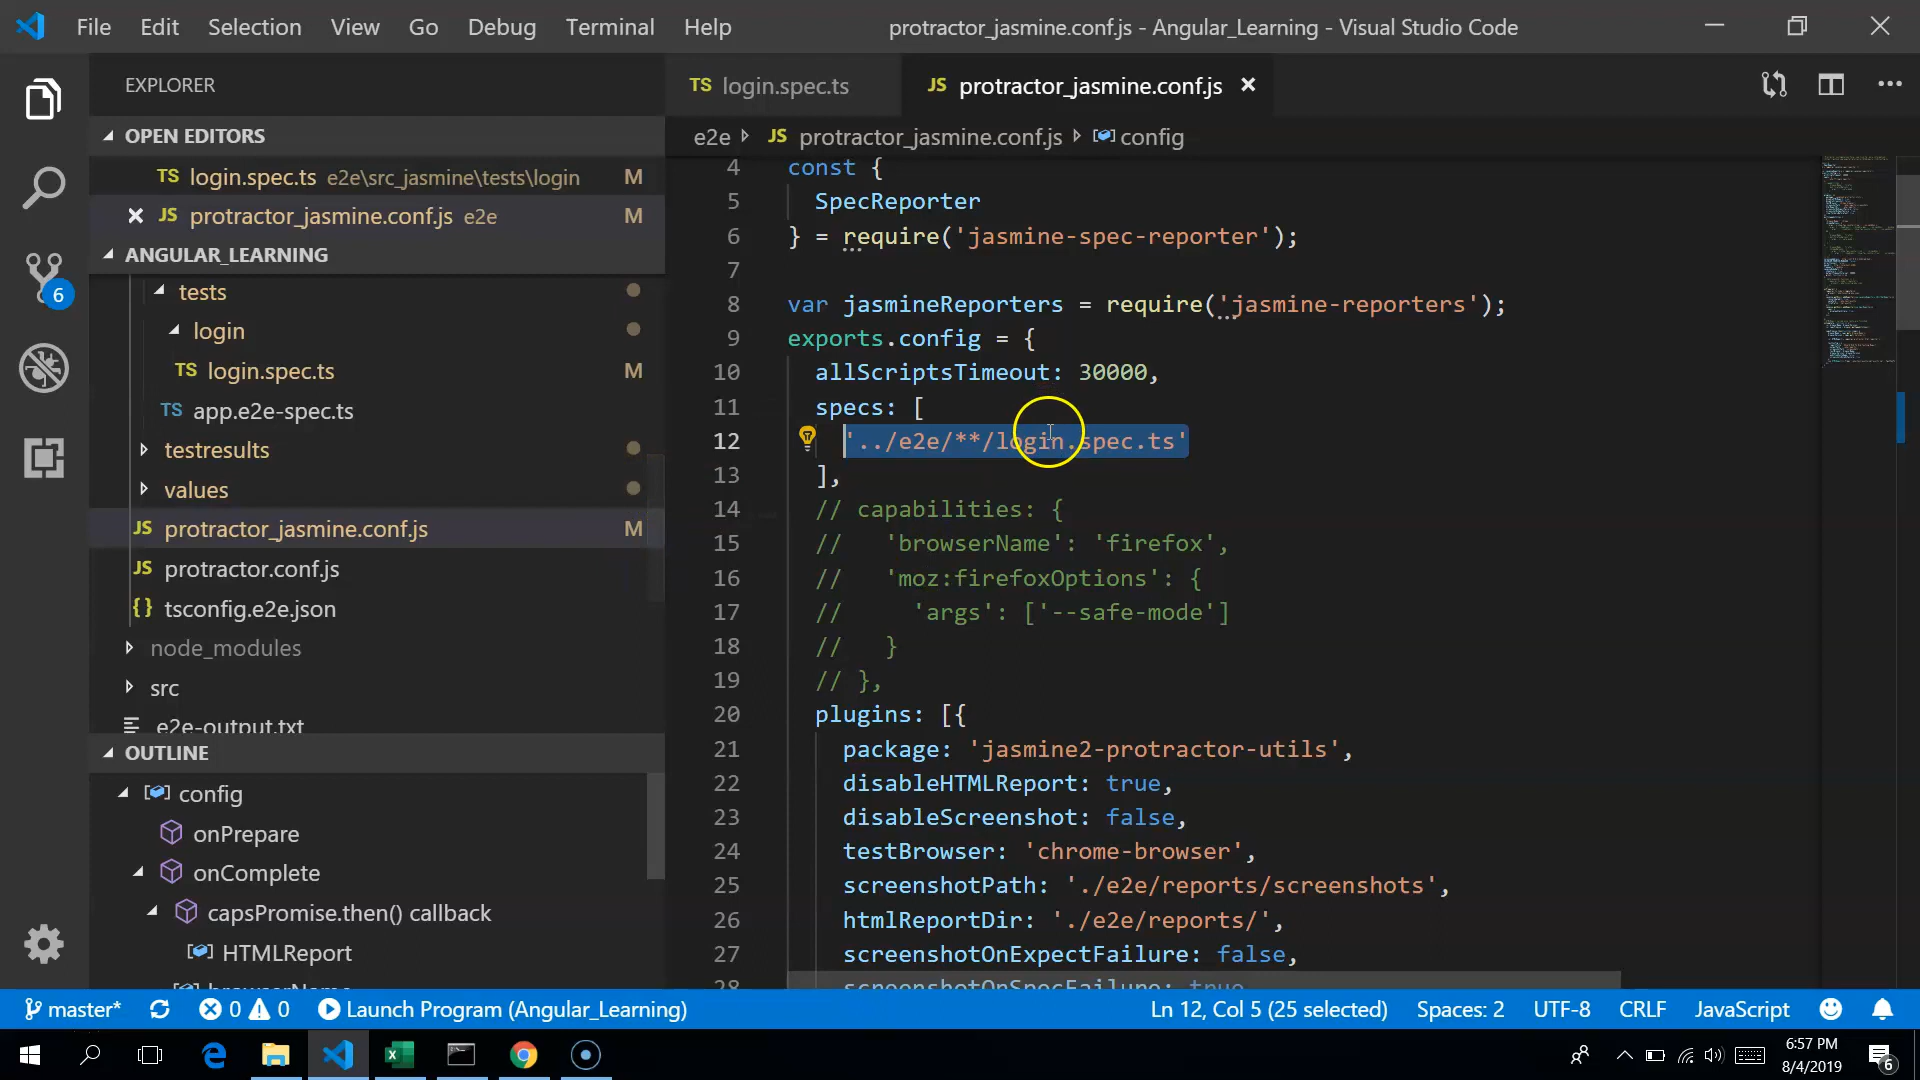 File Edit Selection View Go Debug Terminal Help
protractor_jasmine.conf.js - Angular_Learning - Visual Studio Code
EXPLORER
OPEN EDITORS
TS login.spec.ts e2e\src_jasmine\tests\login M
JS protractor_jasmine.conf.js e2e M
ANGULAR_LEARNING
tests
login
TS login.spec.ts M
TS app.e2e-spec.ts
testresults
values
JS protractor_jasmine.conf.js M
JS protractor.conf.js
{ } tsconfig.e2e.json
node_modules
src
e2e-output.txt
OUTLINE
config
onPrepare
onComplete
capsPromise.then() callback
HTMLReport
browserName
6
TS login.spec.ts
JS protractor_jasmine.conf.js
e2e JS protractor_jasmine.conf.js config
4 const {
5 SpecReporter
6 } = require('jasmine-spec-reporter');
7
8 var jasmineReporters = require('jasmine-reporters');
9 exports.config = {
10 allScriptsTimeout: 30000,
11 specs: [
12 '../e2e/**/login.spec.ts'
13 ],
14 // capabilities: {
15 // 'browserName': 'firefox',
16 // 'moz:firefoxOptions': {
17 // 'args': ['--safe-mode']
18 // }
19 // },
20 plugins: [{
21 package: 'jasmine2-protractor-utils',
22 disableHTMLReport: true,
23 disableScreenshot: false,
24 testBrowser: 'chrome-browser',
25 screenshotPath: './e2e/reports/screenshots',
26 htmlReportDir: './e2e/reports/',
27 screenshotOnExpectFailure: false,
28 screenshotOnSpecFailure: true
master* 0 0 Launch Program (Angular_Learning)
Ln 12, Col 5 (25 selected) Spaces: 2 UTF-8 CRLF JavaScript
6:57 PM
8/4/2019
6